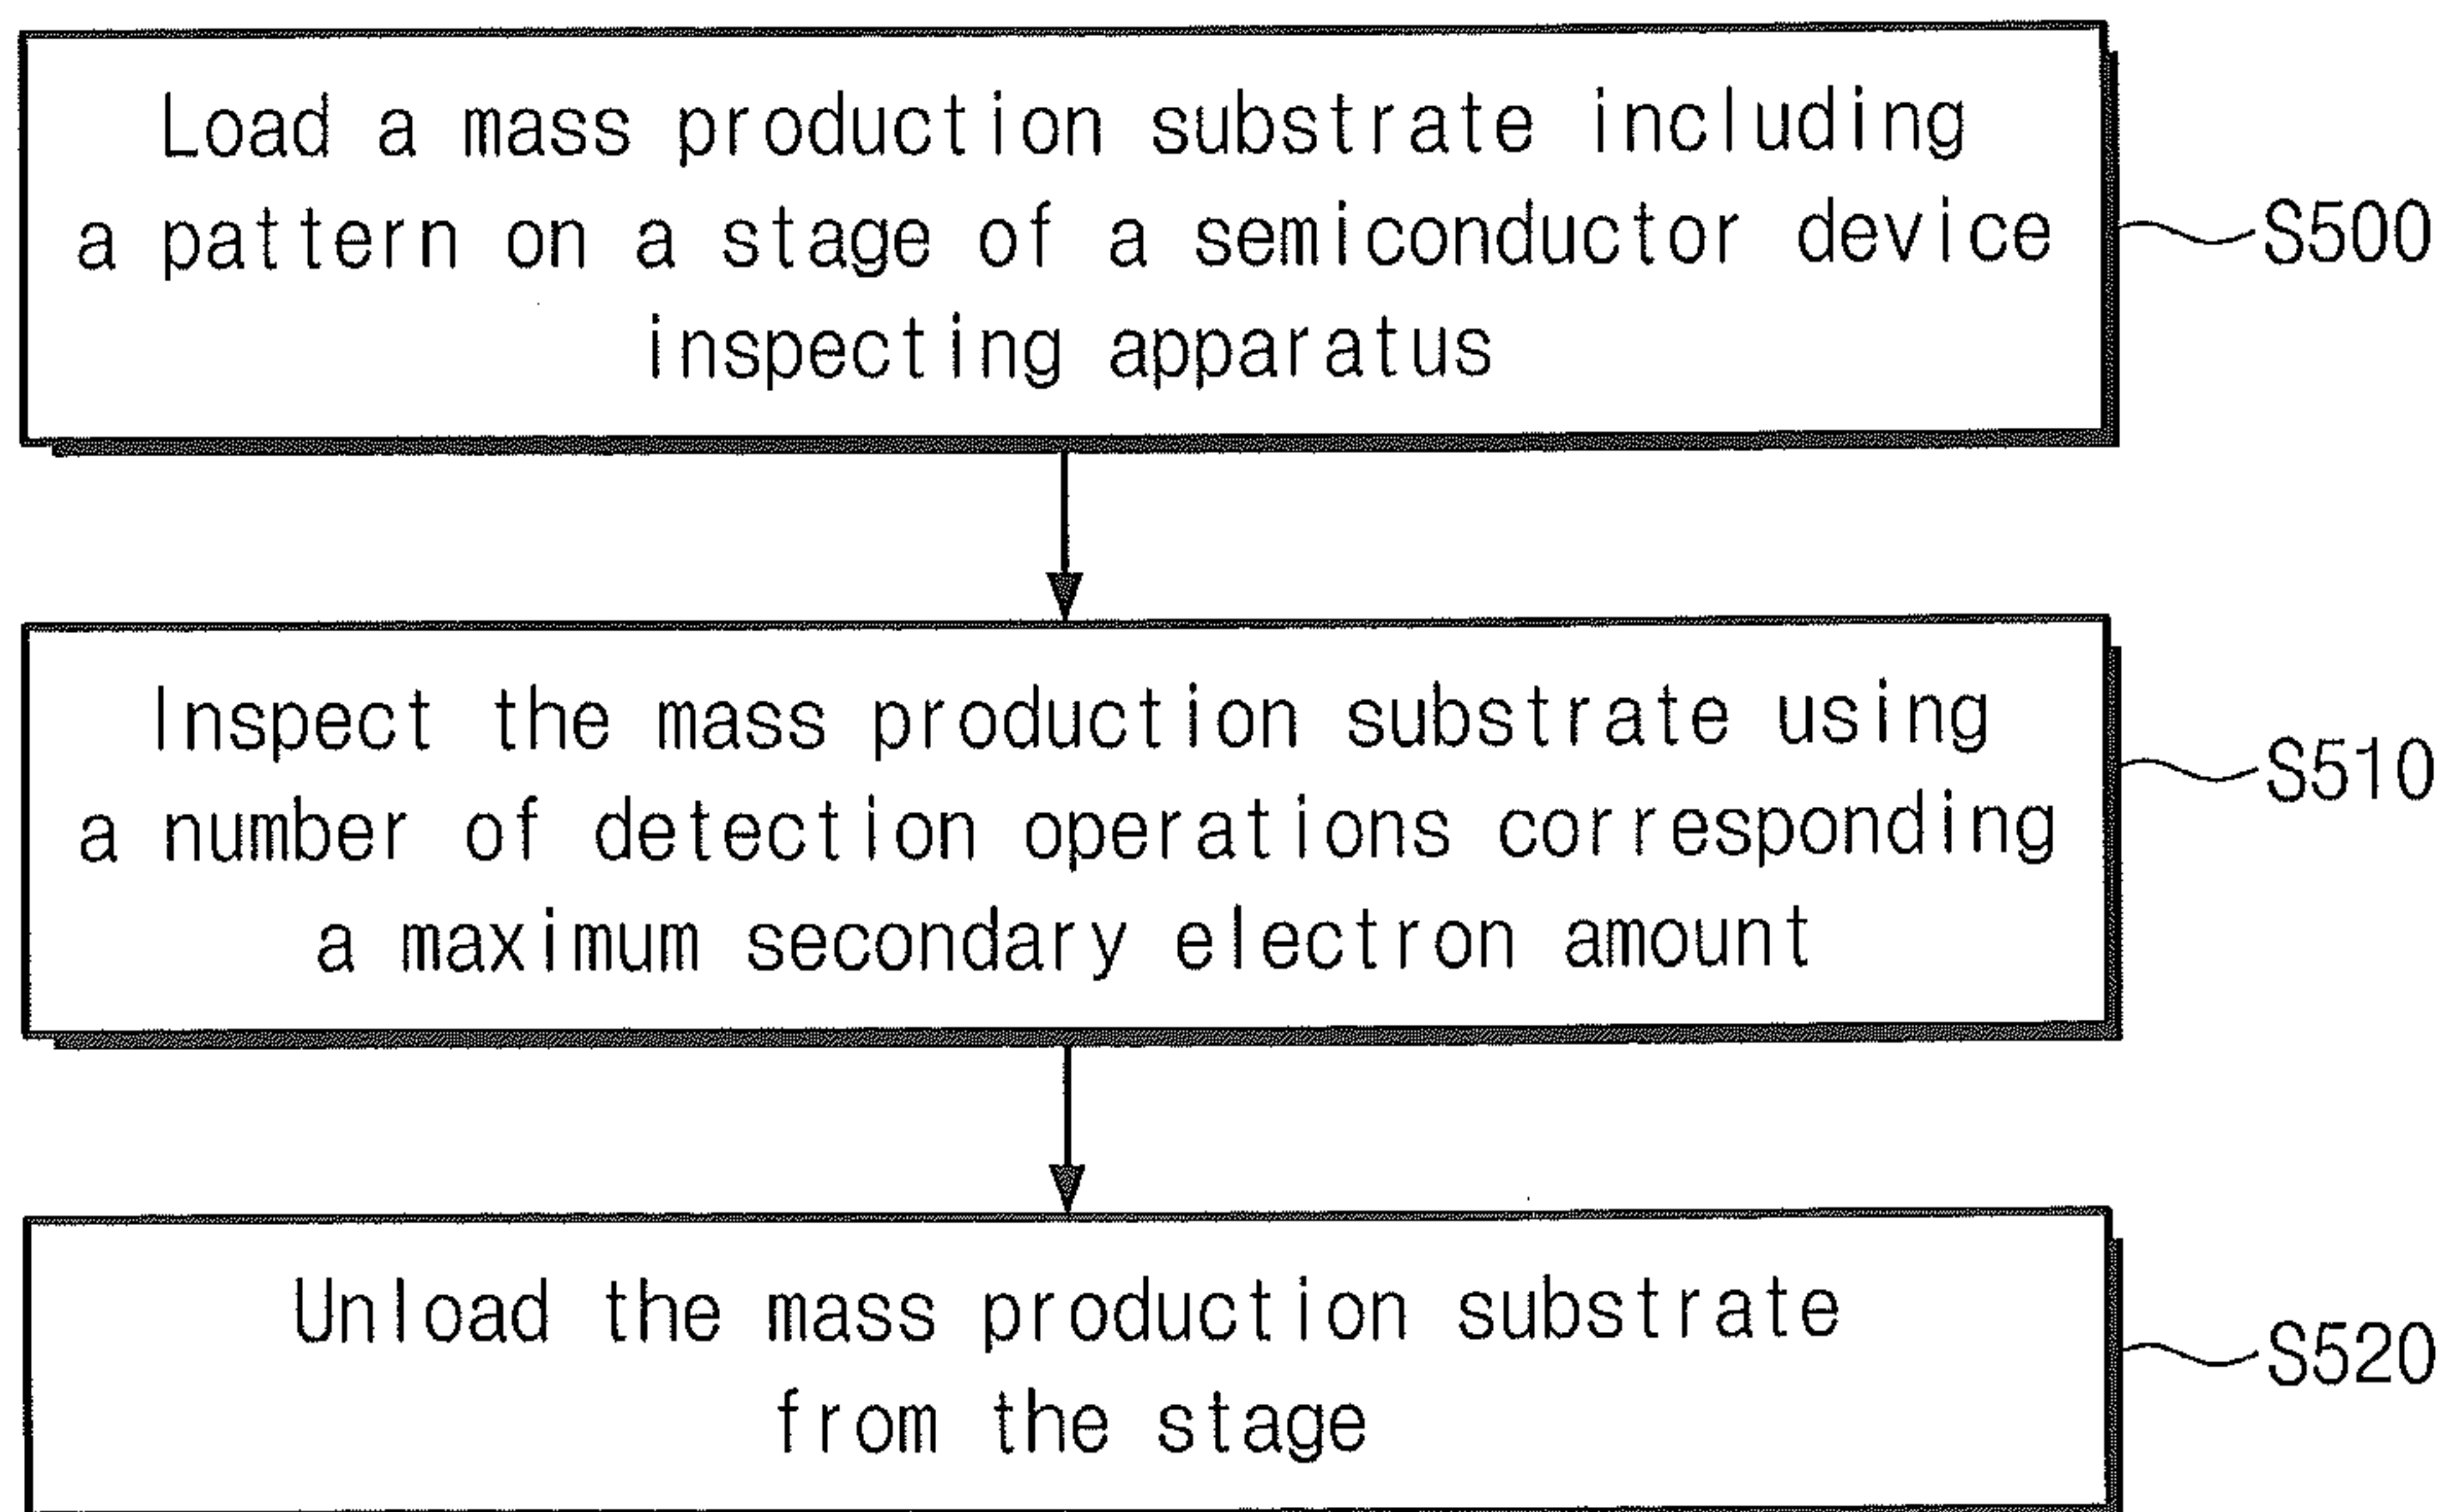 Load a mass production substrate including
a pattern on a stage of a semiconductor device
inspecting apparatus
S500
Inspect the mass production substrate using
a number of detection operations corresponding
a maximum secondary electron amount
S510
Unload the mass production substrate
from the stage
S520